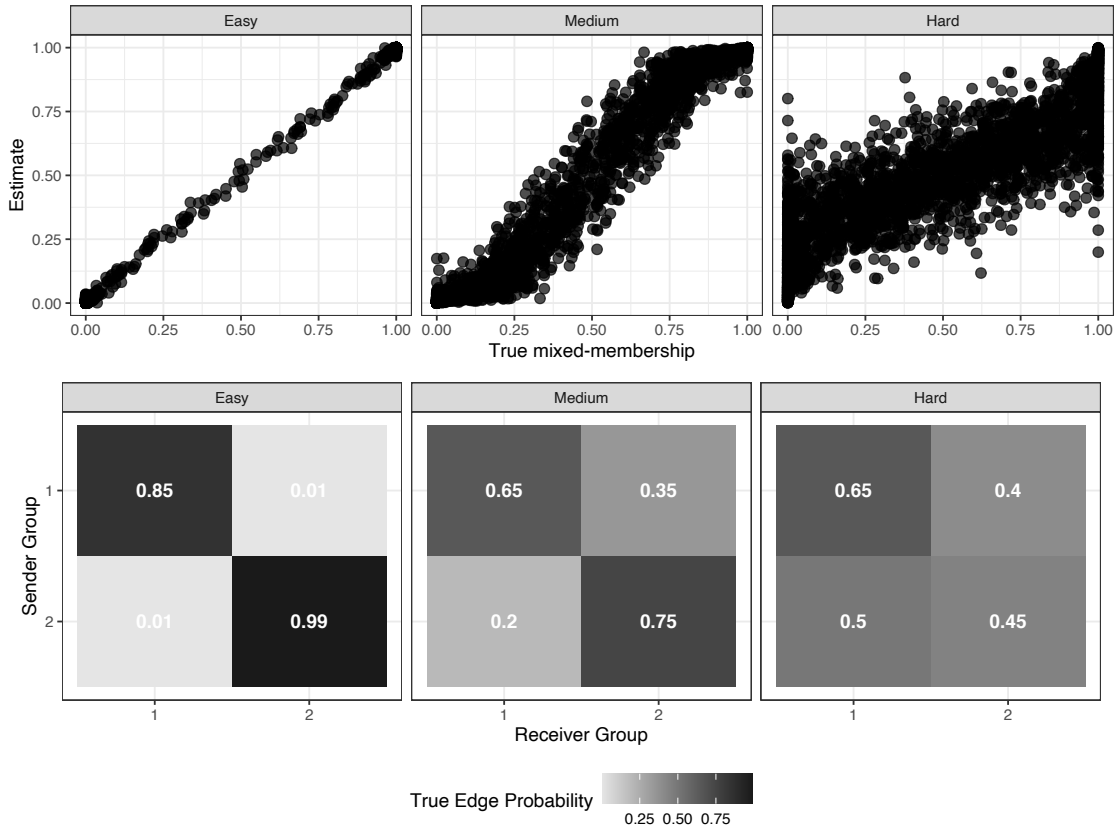 Easy Medium Hard
1.00
0.75
0.50
0.25
0.00
Estimate
0.00 0.25 0.50 0.75 1.00 0.00 0.25 0.50 0.75 1.00 0.00 0.25 0.50 0.75 1.00
True mixed-membership
Easy Medium Hard
Sender Group
1 0.85 0.01 0.65 0.35 0.65 0.4
2 0.01 0.99 0.2 0.75 0.5 0.45
1 2 1 2 1 2
Receiver Group
True Edge Probability
0.25 0.50 0.75